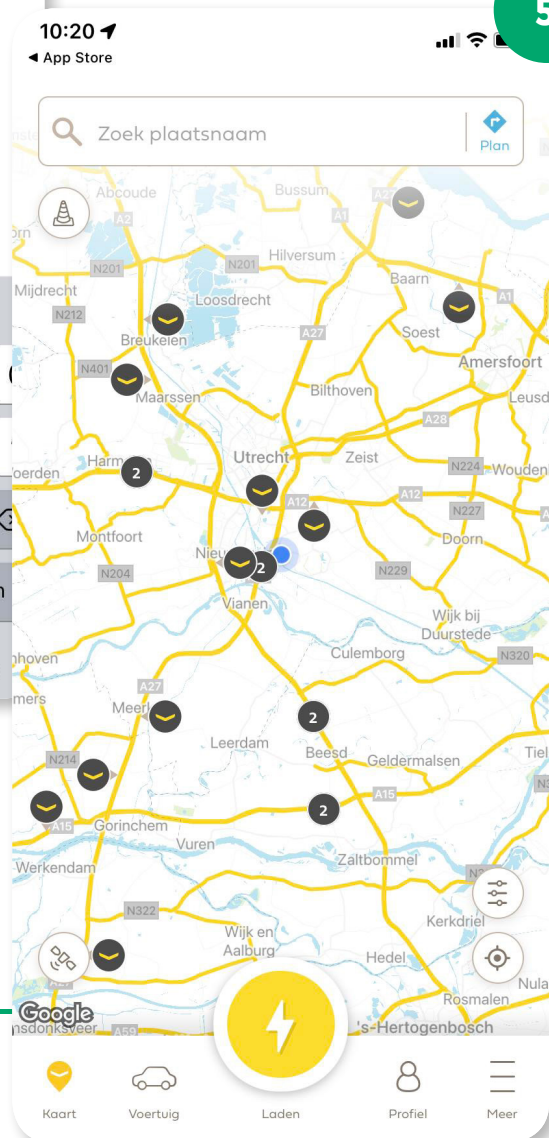 5
10:20
◀ App Store
Zoek plaatsnaam
Plan
Abcoude
Bussum
A2
A1
Hilversum
N201
N201
Baarn
Mijdrecht
Loosdrecht
A1
N212
A27
Soest
Breukelen
Amersfoort
N401
Bilthoven
Maarssen
A28
Utrecht
Zeist
N224
2
A12
A12
N227
Montfoort
Doorn
2
N204
N229
Vianen
Wijk bij
Duurstede
Culemborg
N320
A27
2
Leerdam
Beesd
Geldermalsen
Tiel
N214
A15
2
A15
Gorinchem
Vuren
Zaltbommel
Werkendam
N322
Kerkdriel
Wijk en
Aalburg
Hedel
Rosmalen
Google
A59
's-Hertogenbosch
Kaart
Voertuig
Laden
Profiel
Meer